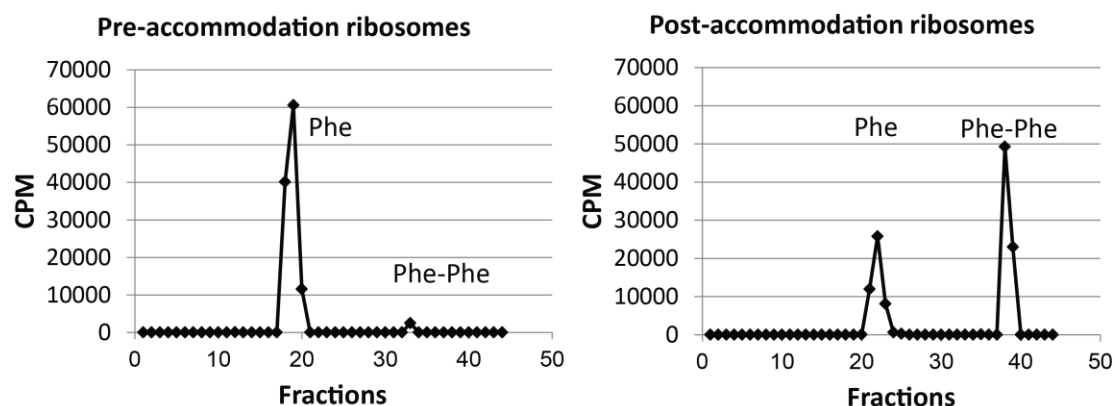 Pre-accommodation ribosomes
70000
60000
50000
40000
30000
20000
10000
0
CPM
Phe
Phe-Phe
0 10 20 30 40 50
Fractions
Post-accommodation ribosomes
70000
60000
50000
40000
30000
20000
10000
0
CPM
Phe Phe-Phe
0 10 20 30 40 50
Fractions